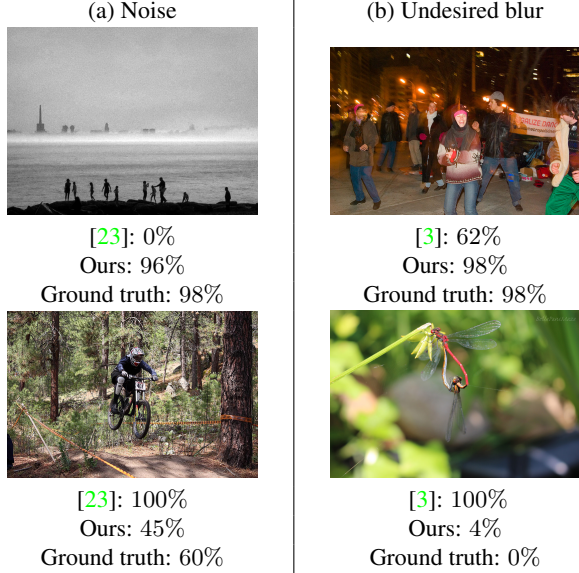 (a) Noise
[23]: 0%
Ours: 96%
Ground truth: 98%
[23]: 100%
Ours: 45%
Ground truth: 60%
(b) Undesired blur
[3]: 62%
Ours: 98%
Ground truth: 98%
[3]: 100%
Ours: 4%
Ground truth: 0%